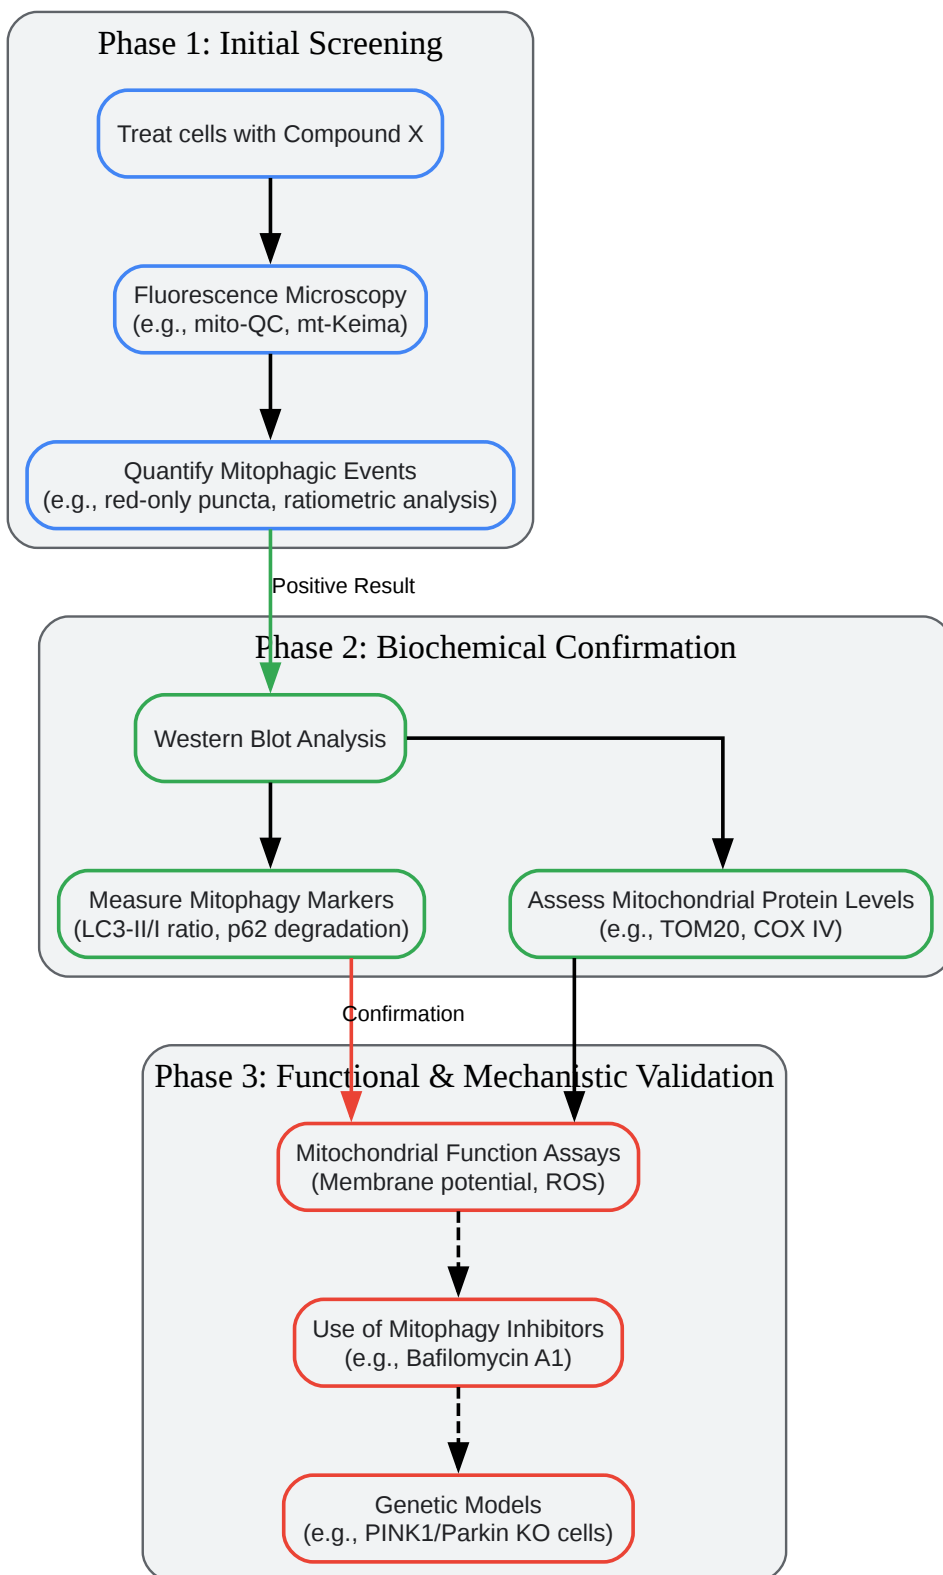 Phase 1: Initial Screening
Treat cells with Compound X
Fluorescence Microscopy
(e.g., mito-QC, mt-Keima)
Quantify Mitophagic Events
(e.g., red-only puncta, ratiometric analysis)
Positive Result
Phase 2: Biochemical Confirmation
Western Blot Analysis
Measure Mitophagy Markers
(LC3-II/I ratio, p62 degradation)
Assess Mitochondrial Protein Levels
(e.g., TOM20, COX IV)
Confirmation
Phase 3: Functional & Mechanistic Validation
Mitochondrial Function Assays
(Membrane potential, ROS)
Use of Mitophagy Inhibitors
(e.g., Bafilomycin A1)
Genetic Models
(e.g., PINK1/Parkin KO cells)